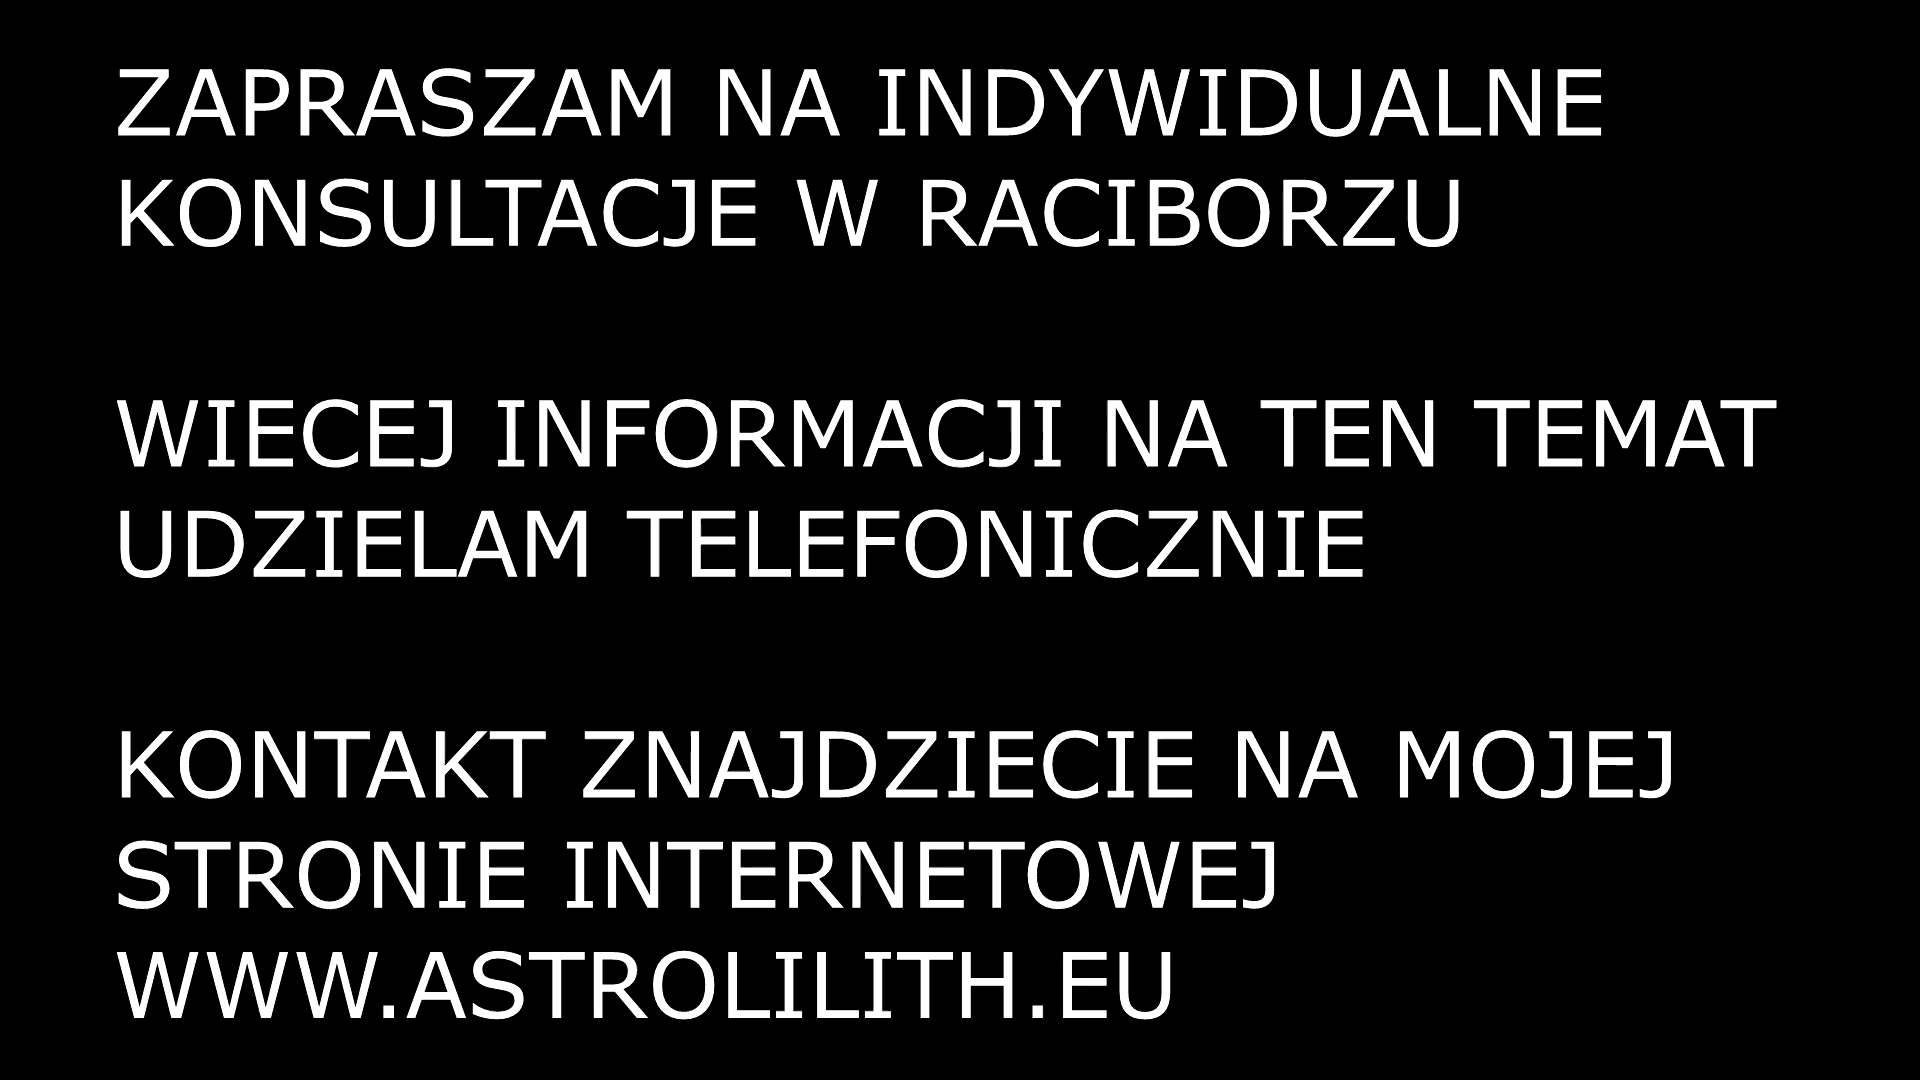 ZAPRASZAM NA INDYWIDUALNE
KONSULTACJE W RACIBORZU
WIECEJ INFORMACJI NA TEN TEMAT
UDZIELAM TELEFONICZNIE
KONTAKT ZNAJDZIECIE NA MOJEJ
STRONIE INTERNETOWEJ
WWW.ASTROLILITH.EU